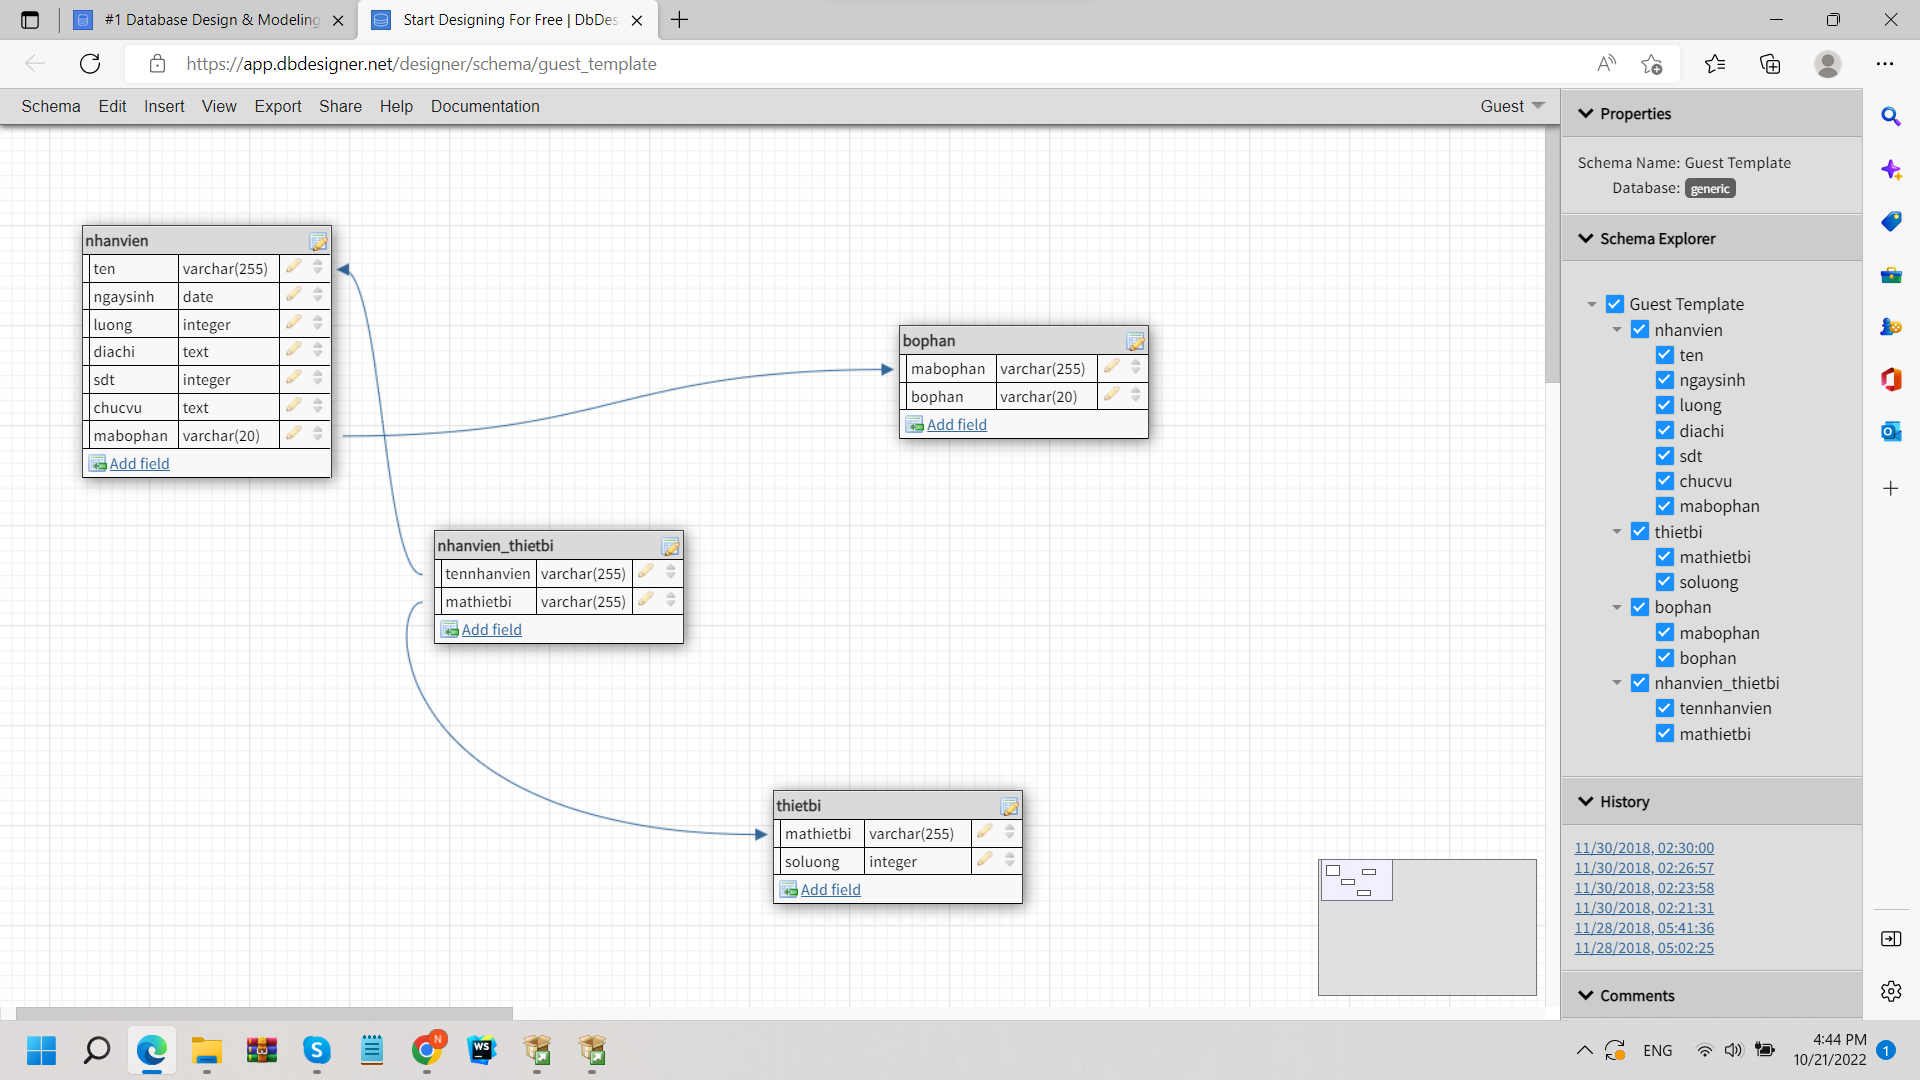 #1 Database Design & Modeling
Start Designing For Free | DbDes
https://app.dbdesigner.net/designer/schema/guest_template
Schema Edit Insert View Export Share Help Documentation
Guest
nhanvien
ten varchar(255)
ngaysinh date
luong integer
diachi text
sdt integer
chucvu text
mabophan varchar(20)
Add field
bophan
mabophan varchar(255)
bophan varchar(20)
Add field
nhanvien_thietbi
tennhanvien varchar(255)
mathietbi varchar(255)
Add field
thietbi
mathietbi varchar(255)
soluong integer
Add field
Properties
Schema Name: Guest Template
Database: generic
Schema Explorer
Guest Template
nhanvien
ten
ngaysinh
luong
diachi
sdt
chucvu
mabophan
thietbi
mathietbi
soluong
bophan
mabophan
bophan
nhanvien_thietbi
tennhanvien
mathietbi
History
11/30/2018, 02:30:00
11/30/2018, 02:26:57
11/30/2018, 02:23:58
11/30/2018, 02:21:31
11/28/2018, 05:41:36
11/28/2018, 05:02:25
Comments
N
WS
ENG
4:44 PM
10/21/2022
1